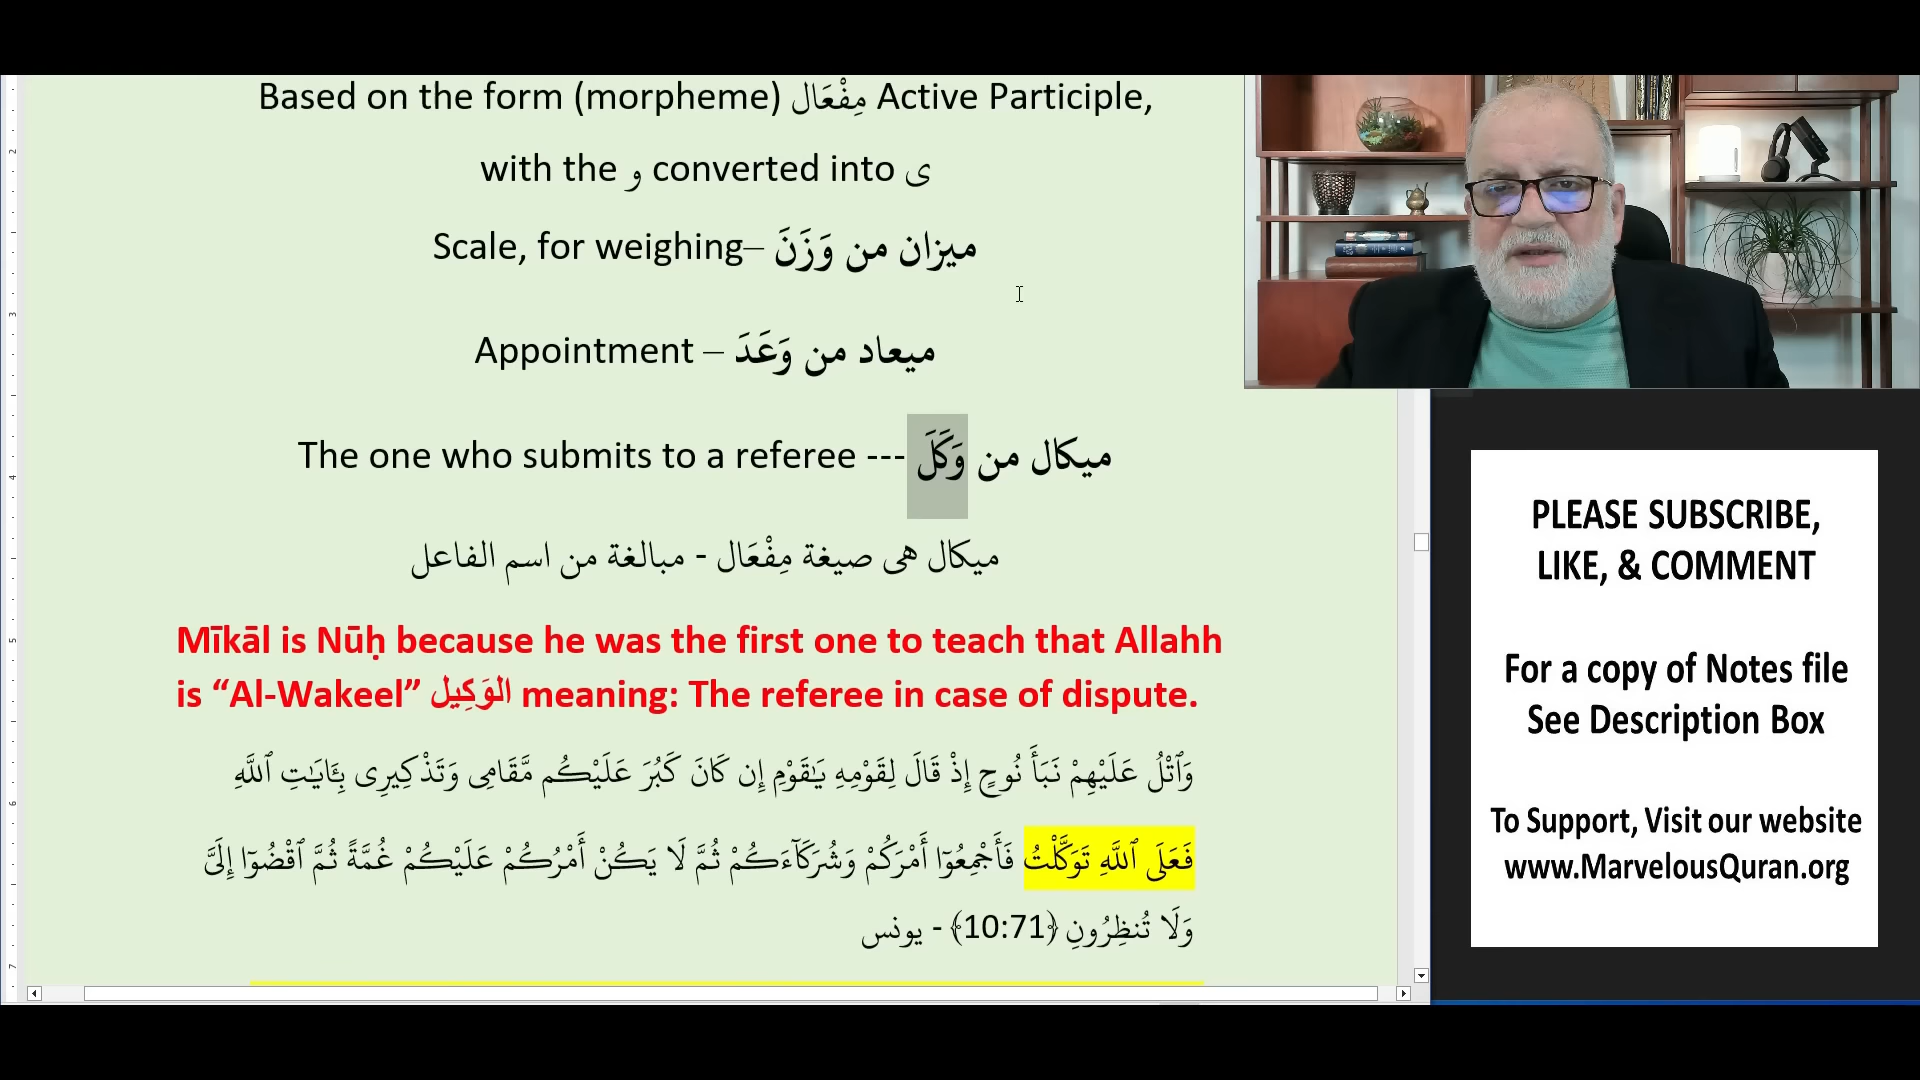 Based on the form (morpheme) مِفْعَال Active Participle,
with the و converted into ى
Scale, for weighing– ميزان من وَزَنَ
Appointment – ميعاد من وَعَدَ
The one who submits to a referee --- ميكال من وَكَلَ
ميكال هى صيغة مِفْعَال - مبالغة من اسم الفاعل
Mīkāl is Nūḥ because he was the first one to teach that Allahh
is “Al-Wakeel” الوَكِيل meaning: The referee in case of dispute.
وَٱتْلُ عَلَيْهِمْ نَبَأَ نُوحٍ إِذْ قَالَ لِقَوْمِهِ يَٰقَوْمِ إِن كَانَ كَبُرَ عَلَيْكُم مَّقَامِى وَتَذْكِيرِى بِـَٔايَٰتِ ٱللَّهِ
فَعَلَى ٱللَّهِ تَوَكَّلْتُ فَأَجْمِعُوٓا أَمْرَكُمْ وَشُرَكَآءَكُمْ ثُمَّ لَا يَكُنْ أَمْرُكُمْ عَلَيْكُمْ غُمَّةً ثُمَّ ٱقْضُوٓا إِلَىَّ
وَلَا تُنظِرُونِ ﴿10:71﴾ - يونس
PLEASE SUBSCRIBE,
LIKE, & COMMENT
For a copy of Notes file
See Description Box
To Support, Visit our website
www.MarvelousQuran.org